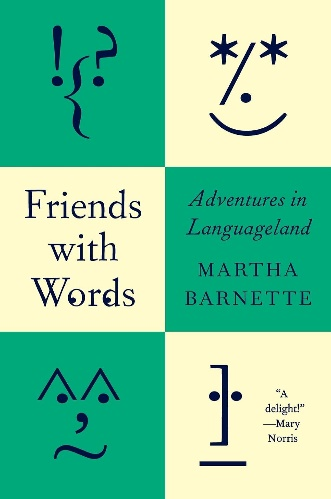 Friends
with
Words
Adventures in
Languageland
MARTHA
BARNETTE
“A
delight!”
—Mary
Norris